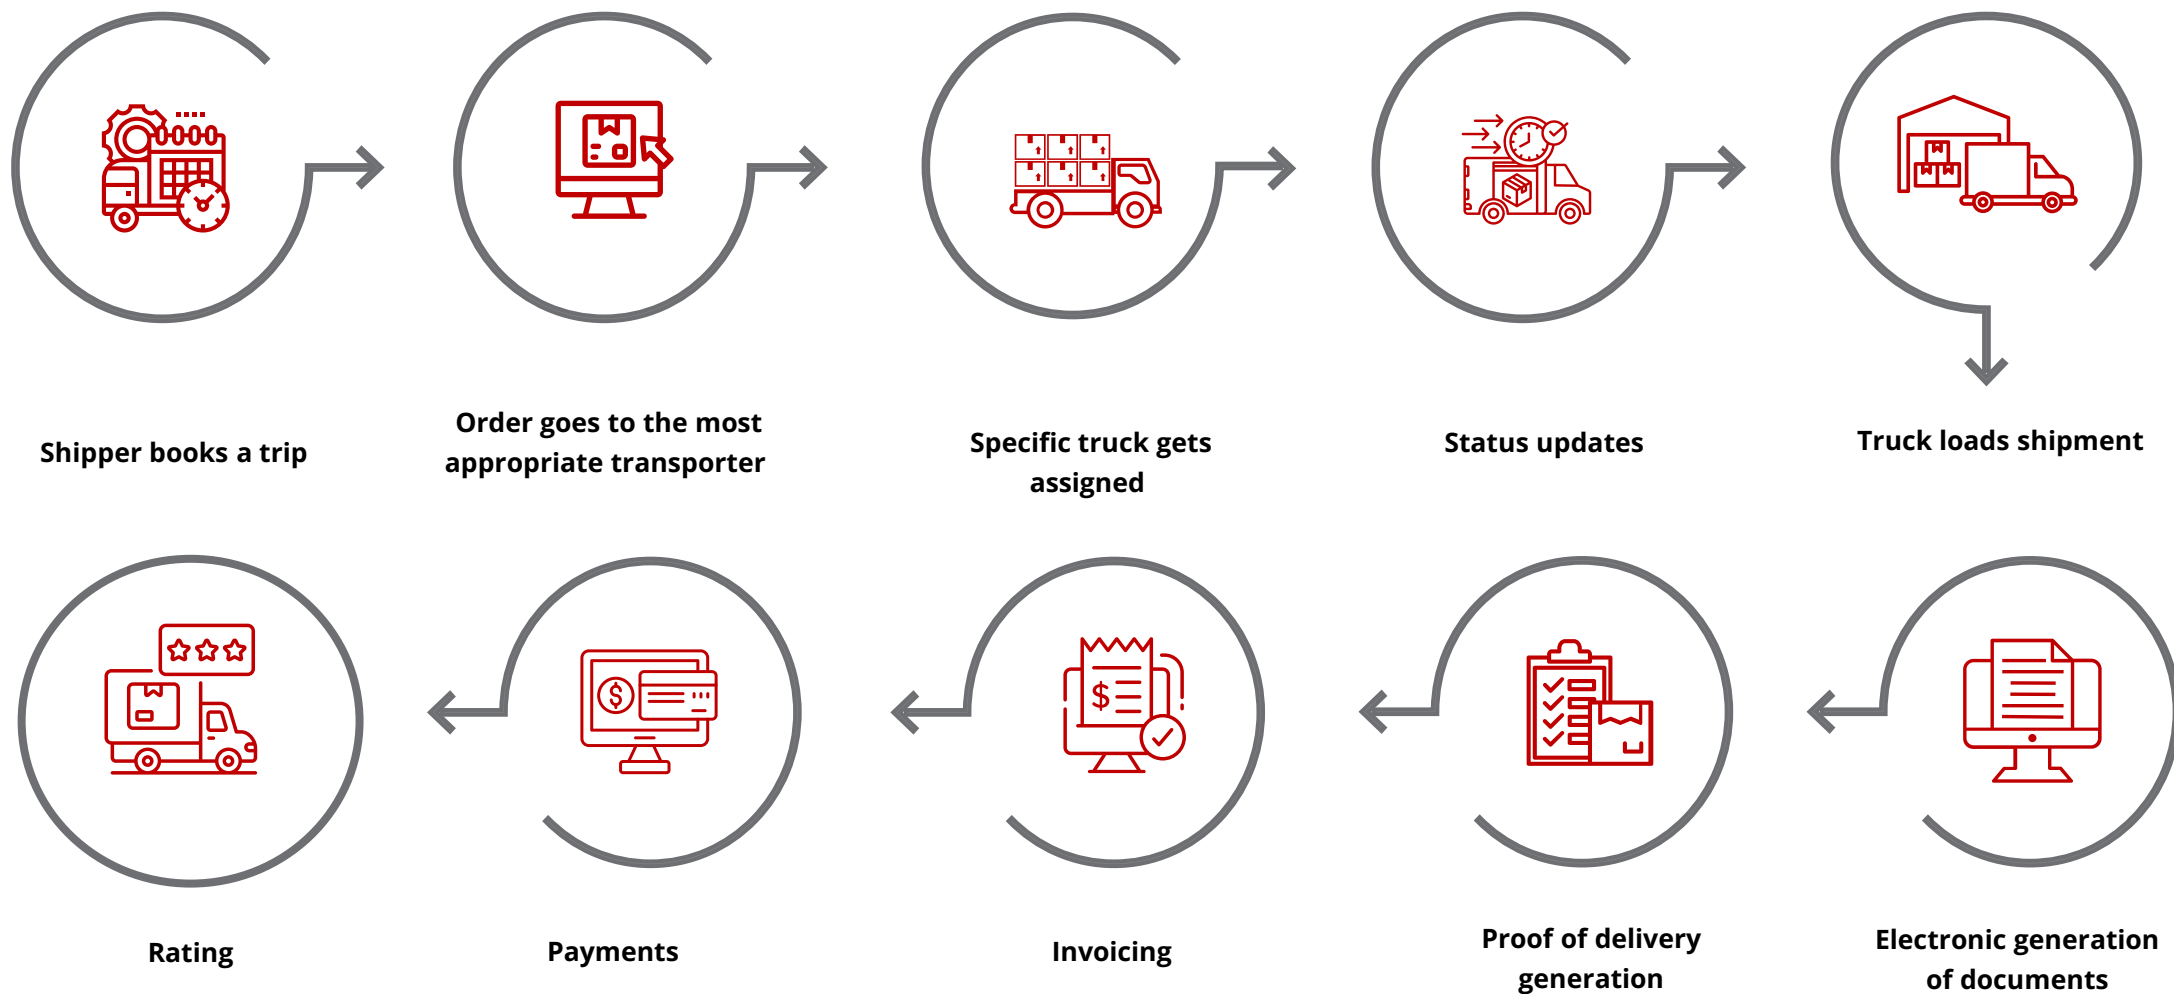 Shipper books a trip
Order goes to the most
appropriate transporter
Specific truck gets
assigned
Status updates
Truck loads shipment
Rating
Payments
Invoicing
Proof of delivery
generation
Electronic generation
of documents